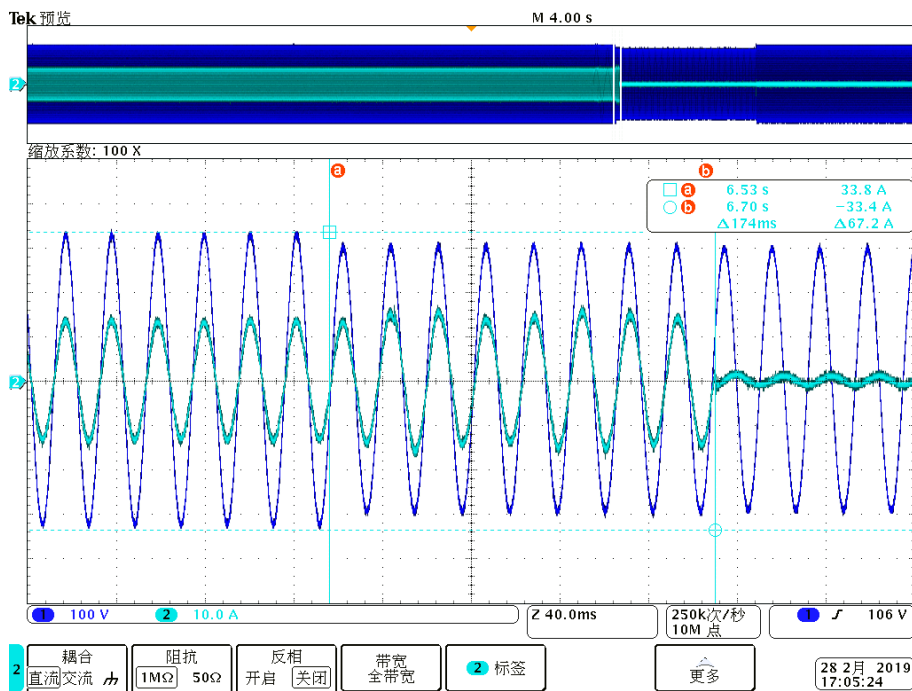 Tek 预览 M 4.00 s
2
缩放系数: 100 X
a b
a 6.53 s 33.8 A
b 6.70 s −33.4 A
Δ174ms Δ67.2 A
2
1 100 V 2 10.0 A Z 40.0ms 250k次/秒 1 106 V
10M 点
2 耦合 阻抗 反相 带宽 2 标签 更多 28 2月 2019
直流 交流 1MΩ 50Ω 开启 关闭 全带宽 17:05:24